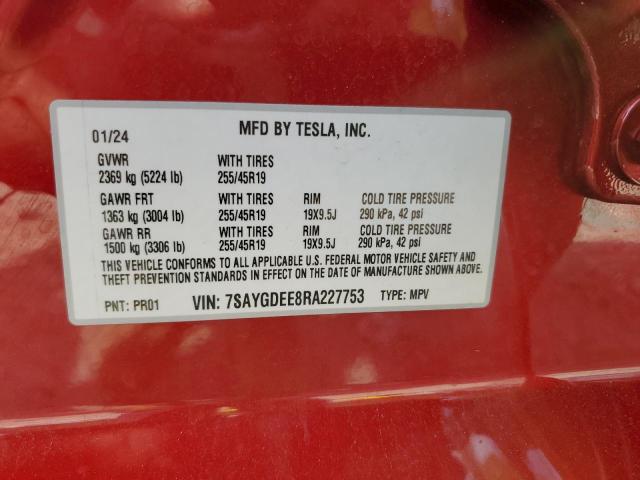 01/24 MFD BY TESLA, INC.
GVWR WITH TIRES
2369 kg (5224 lb) 255/45R19
GAWR FRT WITH TIRES RIM COLD TIRE PRESSURE
1363 kg (3004 lb) 255/45R19 19X9.5J 290 kPa, 42 psi
GAWR RR WITH TIRES RIM COLD TIRE PRESSURE
1500 kg (3306 lb) 255/45R19 19X9.5J 290 kPa, 42 psi
THIS VEHICLE CONFORMS TO ALL APPLICABLE U.S. FEDERAL MOTOR VEHICLE SAFETY AND
THEFT PREVENTION STANDARDS IN EFFECT ON THE DATE OF MANUFACTURE SHOWN ABOVE.
PNT: PR01 VIN: 7SAYGDEE8RA227753 TYPE: MPV